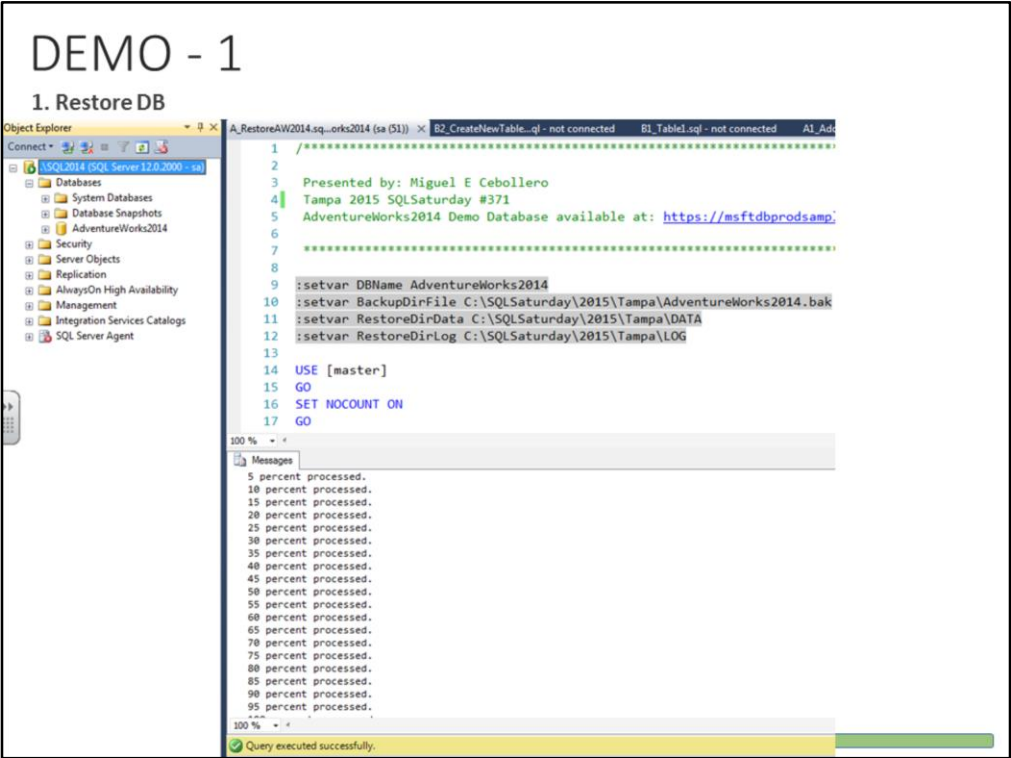 DEMO - 1
1. Restore DB
Object Explorer
Connect
.\SQL2014 (SQL Server 12.0.2000 - sa)
Databases
System Databases
Database Snapshots
AdventureWorks2014
Security
Server Objects
Replication
AlwaysOn High Availability
Management
Integration Services Catalogs
SQL Server Agent
A_RestoreAW2014.sq...orks2014 (sa (51)) B2_CreateNewTable...ql - not connected B1_Table1.sql - not connected A1_Add
1 /********************************************************************
2
3 Presented by: Miguel E Cebollero
4 Tampa 2015 SQLSaturday #371
5 AdventureWorks2014 Demo Database available at: https://msftdbprodsampl
6
7 ********************************************************************
8
9 :setvar DBName AdventureWorks2014
10 :setvar BackupDirFile C:\SQLSaturday\2015\Tampa\AdventureWorks2014.bak
11 :setvar RestoreDirData C:\SQLSaturday\2015\Tampa\DATA
12 :setvar RestoreDirLog C:\SQLSaturday\2015\Tampa\LOG
13
14 USE [master]
15 GO
16 SET NOCOUNT ON
17 GO
100 %
Messages
5 percent processed.
10 percent processed.
15 percent processed.
20 percent processed.
25 percent processed.
30 percent processed.
35 percent processed.
40 percent processed.
45 percent processed.
50 percent processed.
55 percent processed.
60 percent processed.
65 percent processed.
70 percent processed.
75 percent processed.
80 percent processed.
85 percent processed.
90 percent processed.
95 percent processed.
100 %
Query executed successfully.